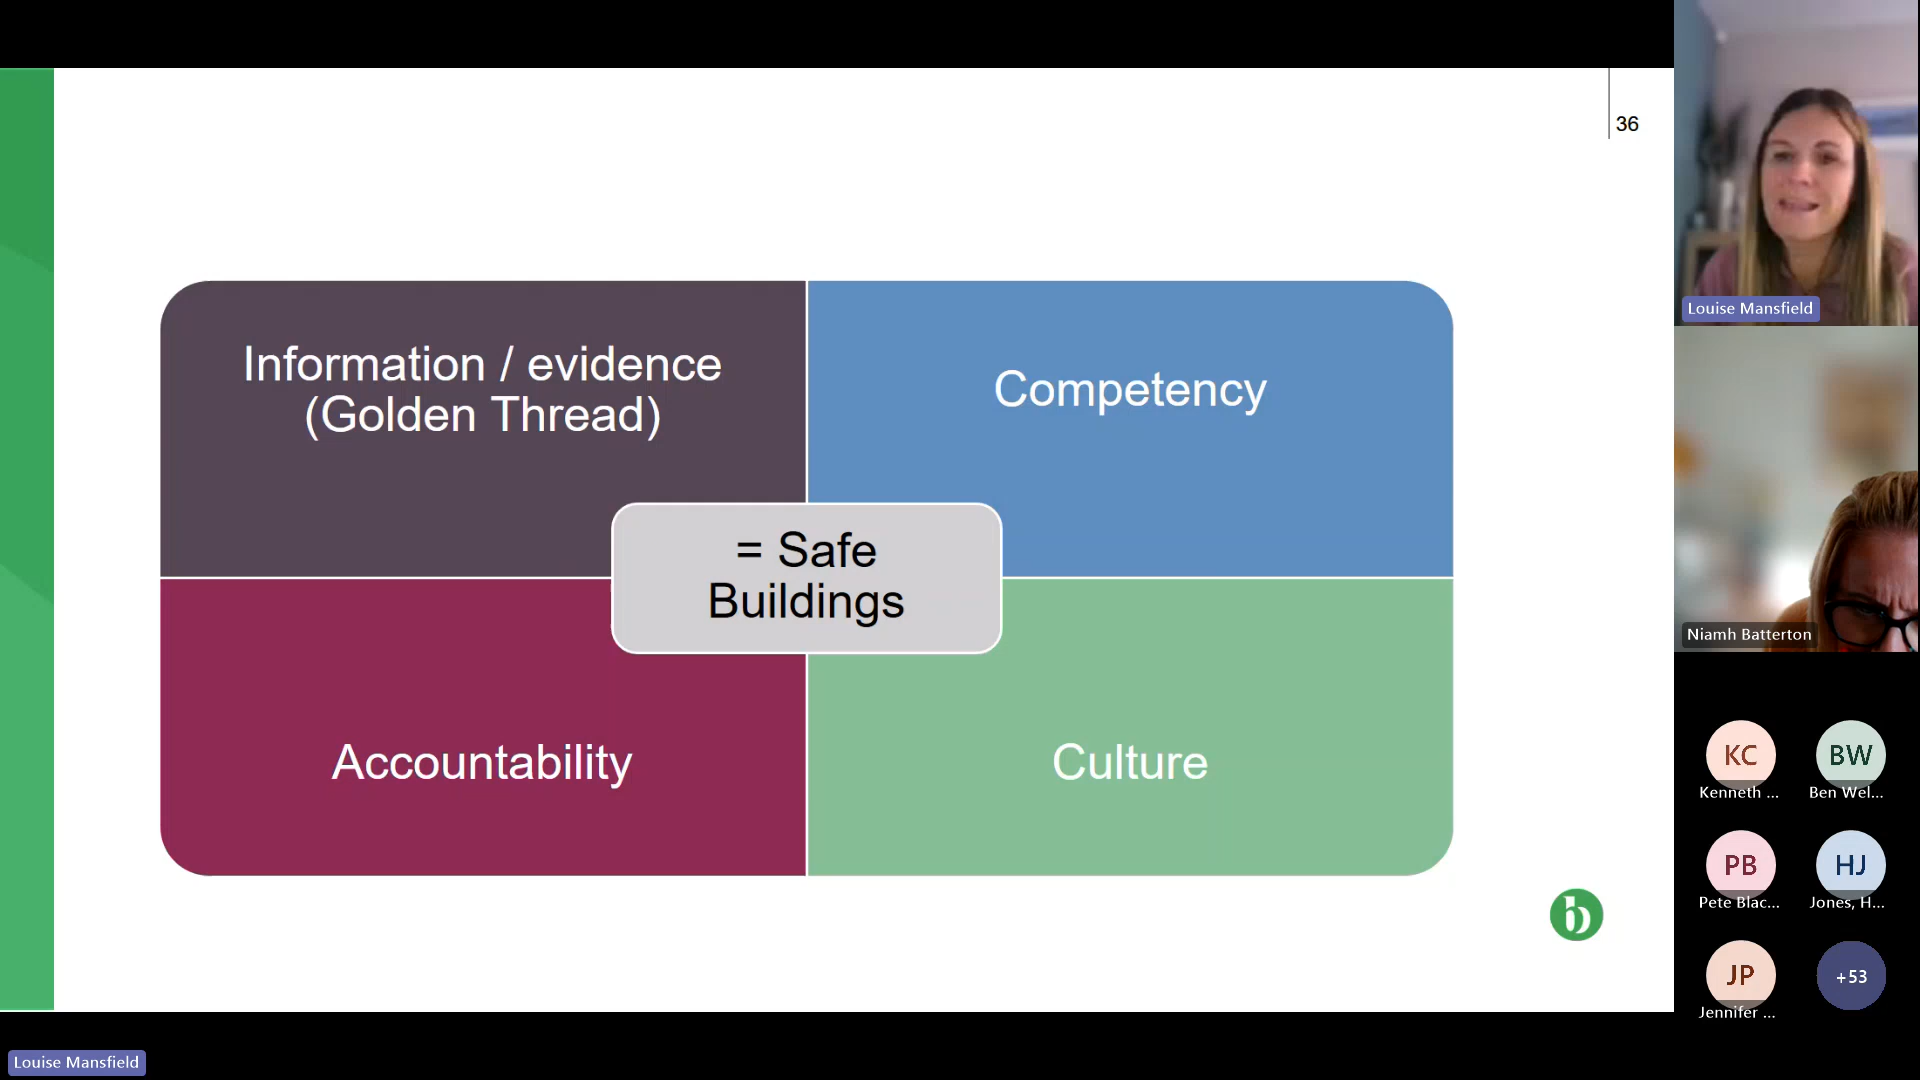 36
Information / evidence
(Golden Thread)
Competency
= Safe
Buildings
Accountability
Culture
Louise Mansfield
Niamh Batterton
KC
BW
Kenneth ...
Ben Wel...
PB
HJ
Pete Blac...
Jones, H...
JP
+53
Jennifer ...
Louise Mansfield